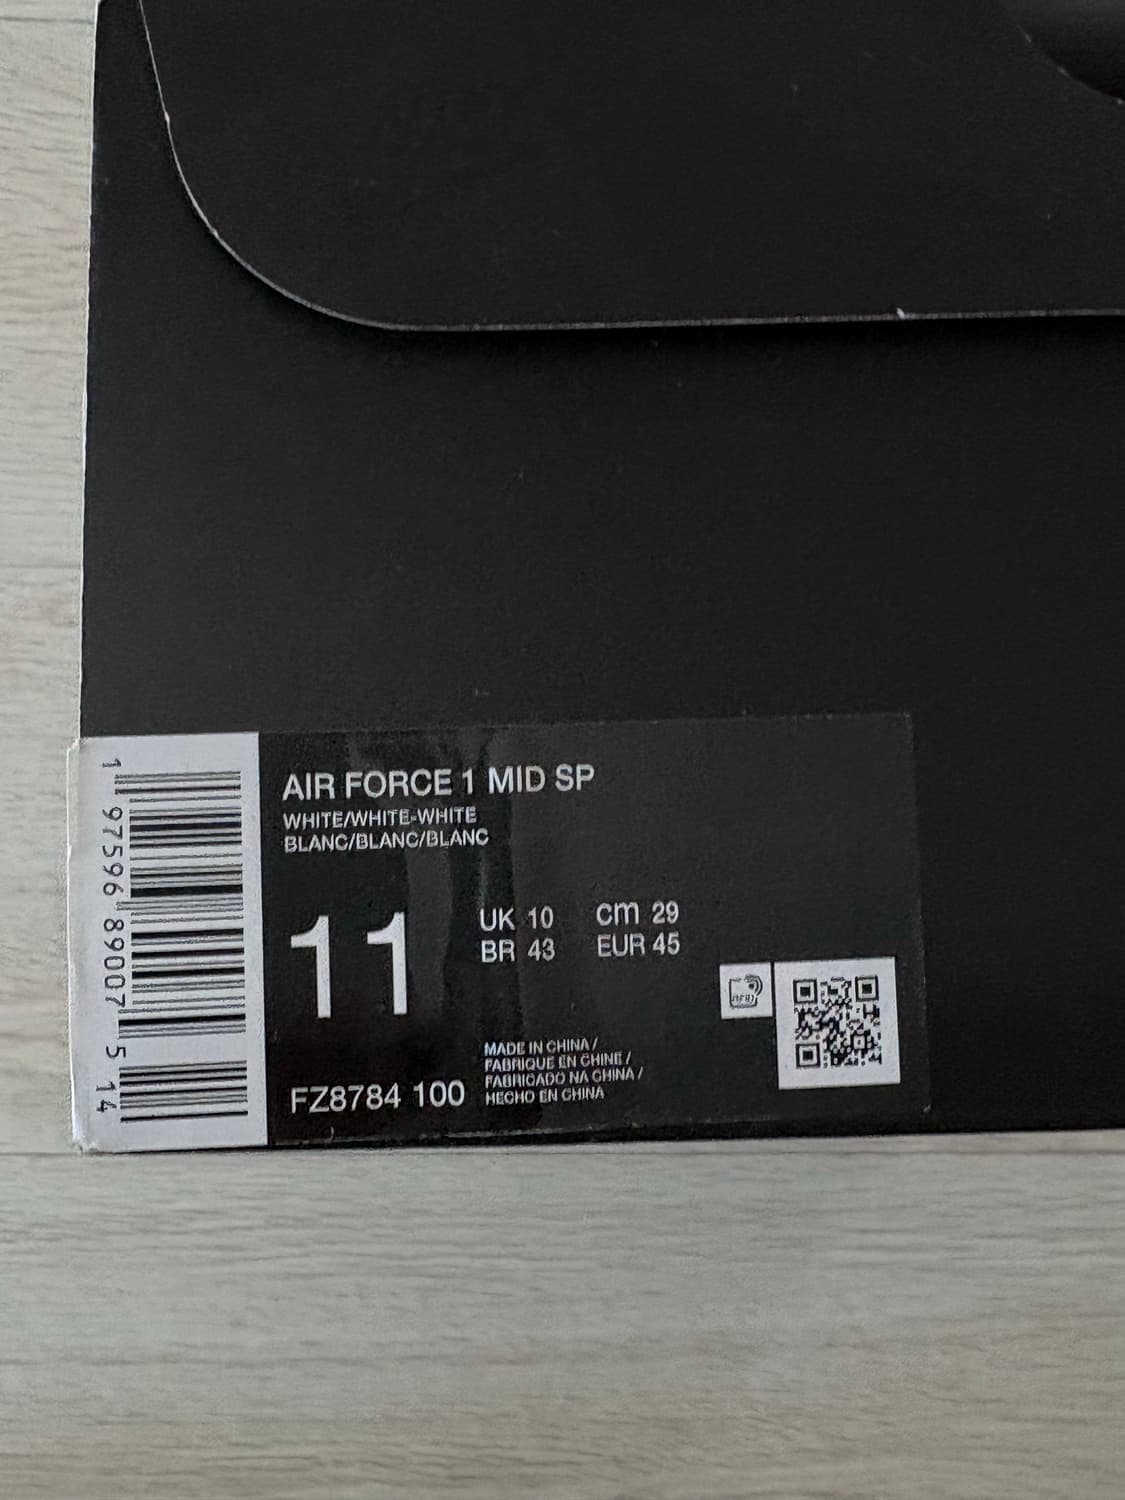 AIR FORCE 1 MID SP
WHITE/WHITE-WHITE
BLANC/BLANC/BLANC
11
UK 10 cm 29
BR 43 EUR 45
FZ8784 100
MADE IN CHINA /
FABRIQUE EN CHINE /
FABRICADO NA CHINA /
HECHO EN CHINA
1 97596 89007 5 14
RFID